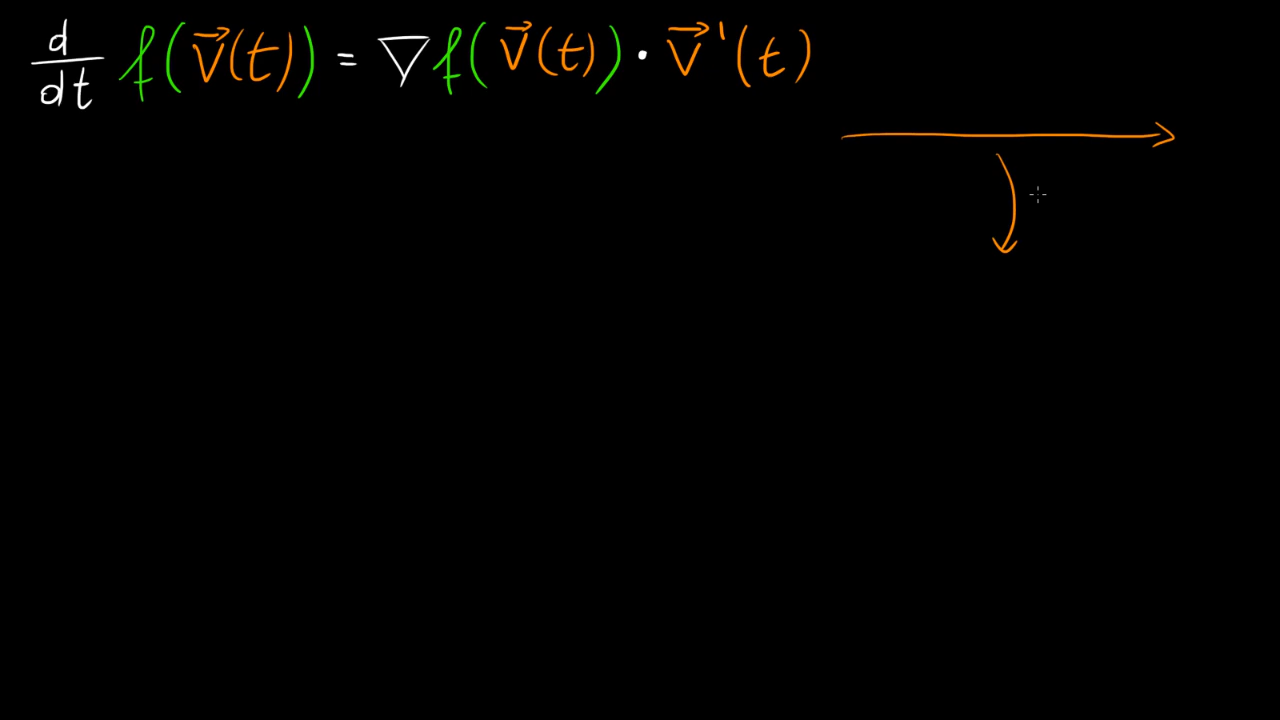 d/dt f(v⃗(t)) = ∇f(v⃗(t)) · v⃗'(t)